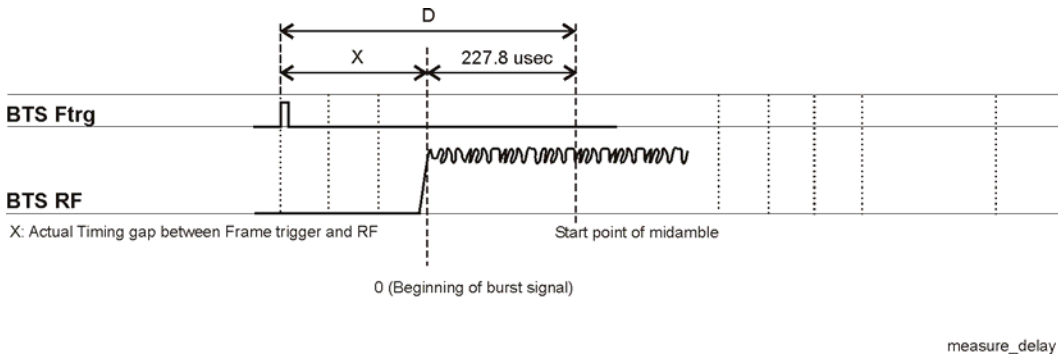 D
X
227.8 usec
BTS Ftrg
BTS RF
X: Actual Timing gap between Frame trigger and RF
Start point of midamble
0 (Beginning of burst signal)
measure_delay